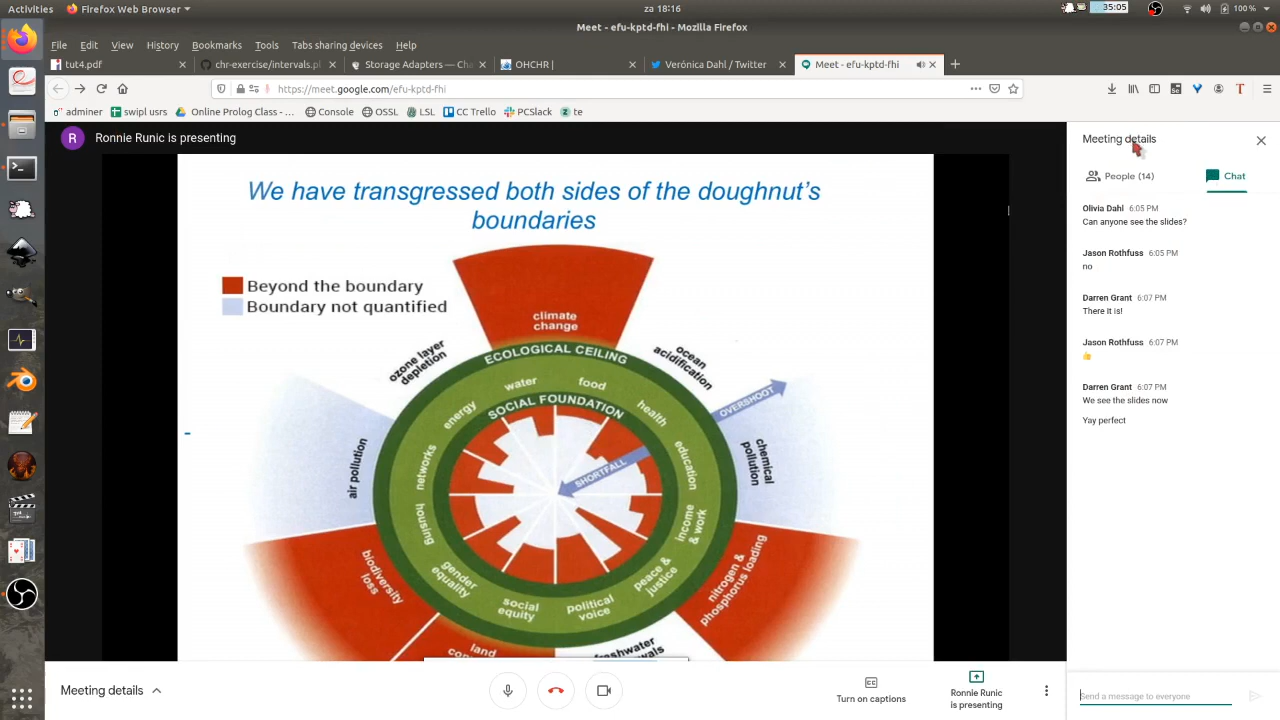 Activities
Firefox Web Browser
za 18:16
35:05
100 %
Meet - efu-kptd-fhi - Mozilla Firefox
File Edit View History Bookmarks Tools Tabs sharing devices Help
tut4.pdf
chr-exercise/intervals.pl
Storage Adapters — Cha
OHCHR |
Verónica Dahl / Twitter
Meet - efu-kptd-fhi
https://meet.google.com/efu-kptd-fhi
adminer
swipl usrs
Online Prolog Class - …
Console
OSSL
LSL
CC Trello
PCSlack
te
R
Ronnie Runic is presenting
We have transgressed both sides of the doughnut's
boundaries
Beyond the boundary
Boundary not quantified
climate
change
ozone layer
depletion
ocean
acidification
ECOLOGICAL CEILING
water
food
energy
SOCIAL FOUNDATION
health
OVERSHOOT
air pollution
networks
education
SHORTFALL
chemical
pollution
housing
income
& work
biodiversity
loss
gender
equality
social
equity
political
voice
peace &
justice
nitrogen &
phosphorus loading
land
Meeting details
People (14)
Chat
Olivia Dahl 6:05 PM
Can anyone see the slides?
Jason Rothfuss 6:05 PM
no
Darren Grant 6:07 PM
There it is!
Jason Rothfuss 6:07 PM
👍
Darren Grant 6:07 PM
We see the slides now
Yay perfect
Send a message to everyone
Meeting details
Turn on captions
Ronnie Runic
is presenting